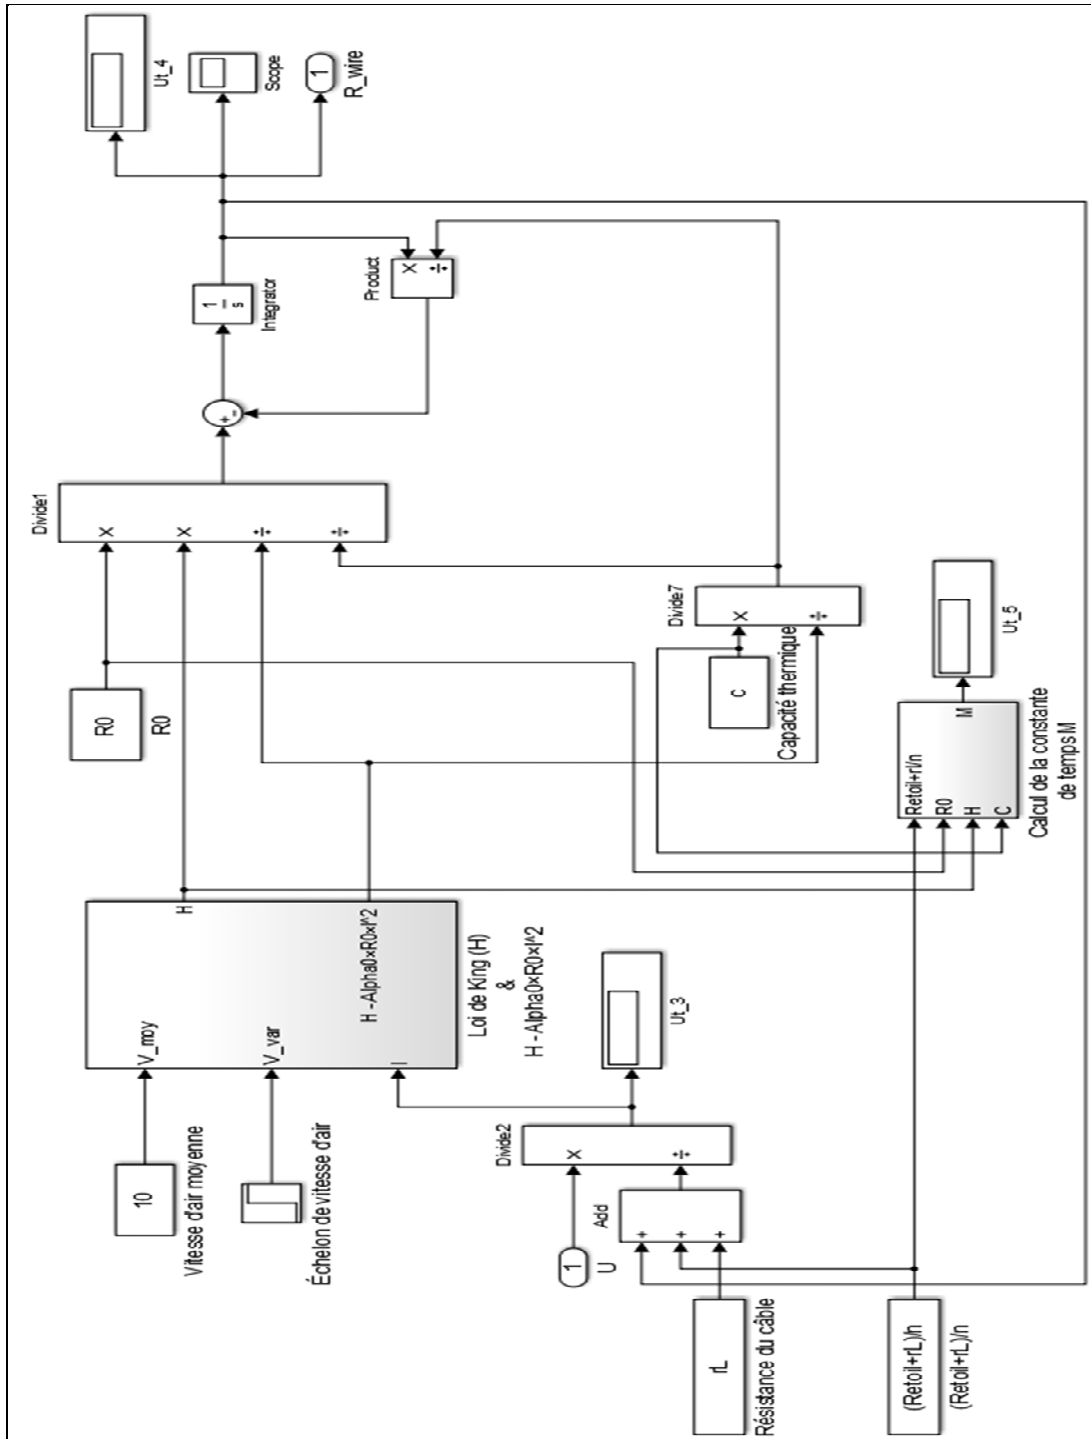 10
Vitesse d'air moyenne
Échelon de vitesse d'air
1
U
rL
Résistance du câble
(Retoil+rL)/n
(Retoil+rL)/n
Add
+
+
+
Divide2
×
÷
Ut_3
V_moy
V_var
I
H
H -Alpha0×R0×I^2
Loi de King (H)
&
H -Alpha0×R0×I^2
R0
R0
C
Capacité thermique
Divide7
×
÷
Retoil+rl/n
R0
H
C
M
Calcul de la constante
de temps M
Ut_5
Divide1
×
×
÷
÷
+
-
1
s
Integrator
Product
×
÷
Ut_4
Scope
1
R_wire